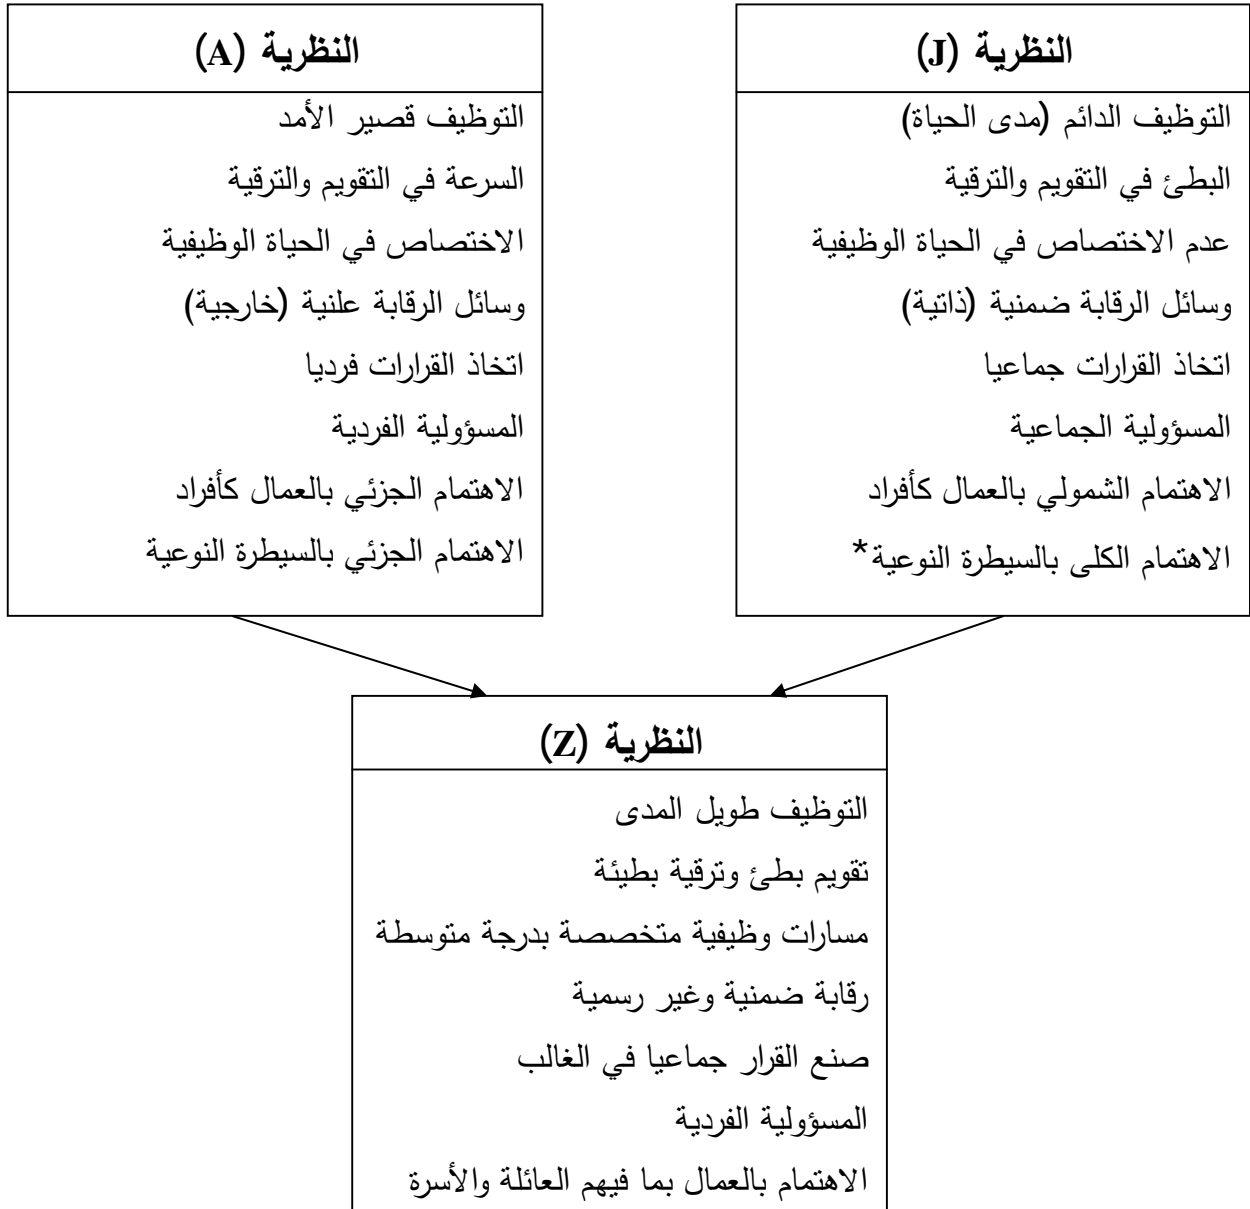 النظرية (J)
التوظيف الدائم (مدى الحياة)
البطئ في التقويم والترقية
عدم الاختصاص في الحياة الوظيفية
وسائل الرقابة ضمنية (ذاتية)
اتخاذ القرارات جماعيا
المسؤولية الجماعية
الاهتمام الشمولي بالعمال كأفراد
الاهتمام الكلى بالسيطرة النوعية*
النظرية (A)
التوظيف قصير الأمد
السرعة في التقويم والترقية
الاختصاص في الحياة الوظيفية
وسائل الرقابة علنية (خارجية)
اتخاذ القرارات فرديا
المسؤولية الفردية
الاهتمام الجزئي بالعمال كأفراد
الاهتمام الجزئي بالسيطرة النوعية
النظرية (Z)
التوظيف طويل المدى
تقويم بطئ وترقية بطيئة
مسارات وظيفية متخصصة بدرجة متوسطة
رقابة ضمنية وغير رسمية
صنع القرار جماعيا في الغالب
المسؤولية الفردية
الاهتمام بالعمال بما فيهم العائلة والأسرة